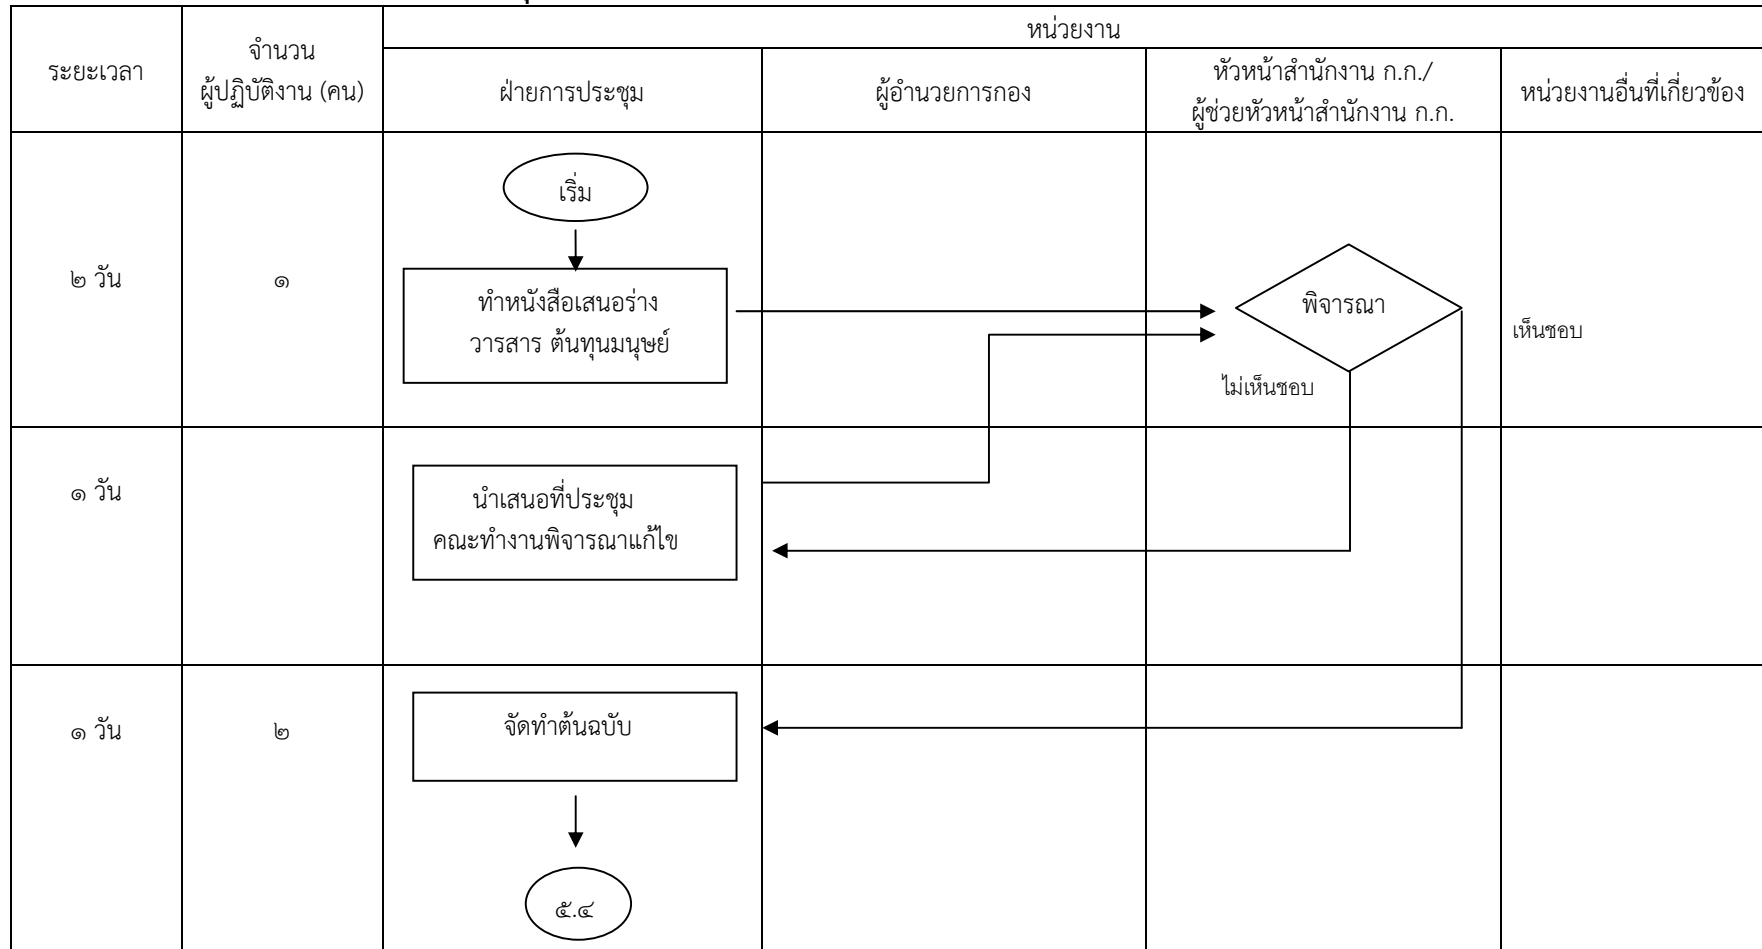 หน่วยงาน
ระยะเวลา
จำนวน
ผู้ปฏิบัติงาน (คน)
ฝ่ายการประชุม
ผู้อำนวยการกอง
หัวหน้าสำนักงาน ก.ก./
ผู้ช่วยหัวหน้าสำนักงาน ก.ก.
หน่วยงานอื่นที่เกี่ยวข้อง
เริ่ม
๒ วัน
๑
ทำหนังสือเสนอร่าง
วารสาร ต้นทุนมนุษย์
พิจารณา
เห็นชอบ
ไม่เห็นชอบ
๑ วัน
นำเสนอที่ประชุม
คณะทำงานพิจารณาแก้ไข
๑ วัน
๒
จัดทำต้นฉบับ
๕.๔